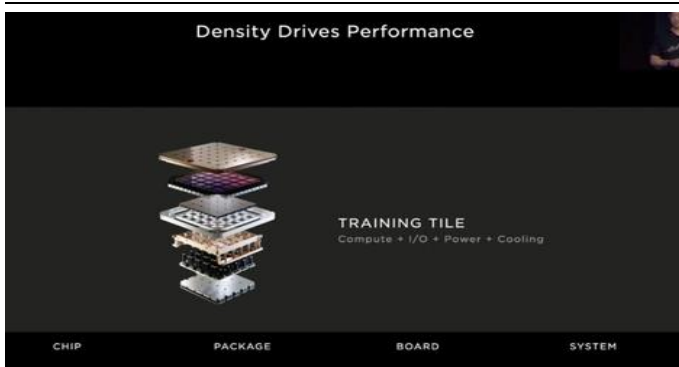 Density Drives Performance
TRAINING TILE
Compute + I/O + Power + Cooling
CHIP PACKAGE BOARD SYSTEM